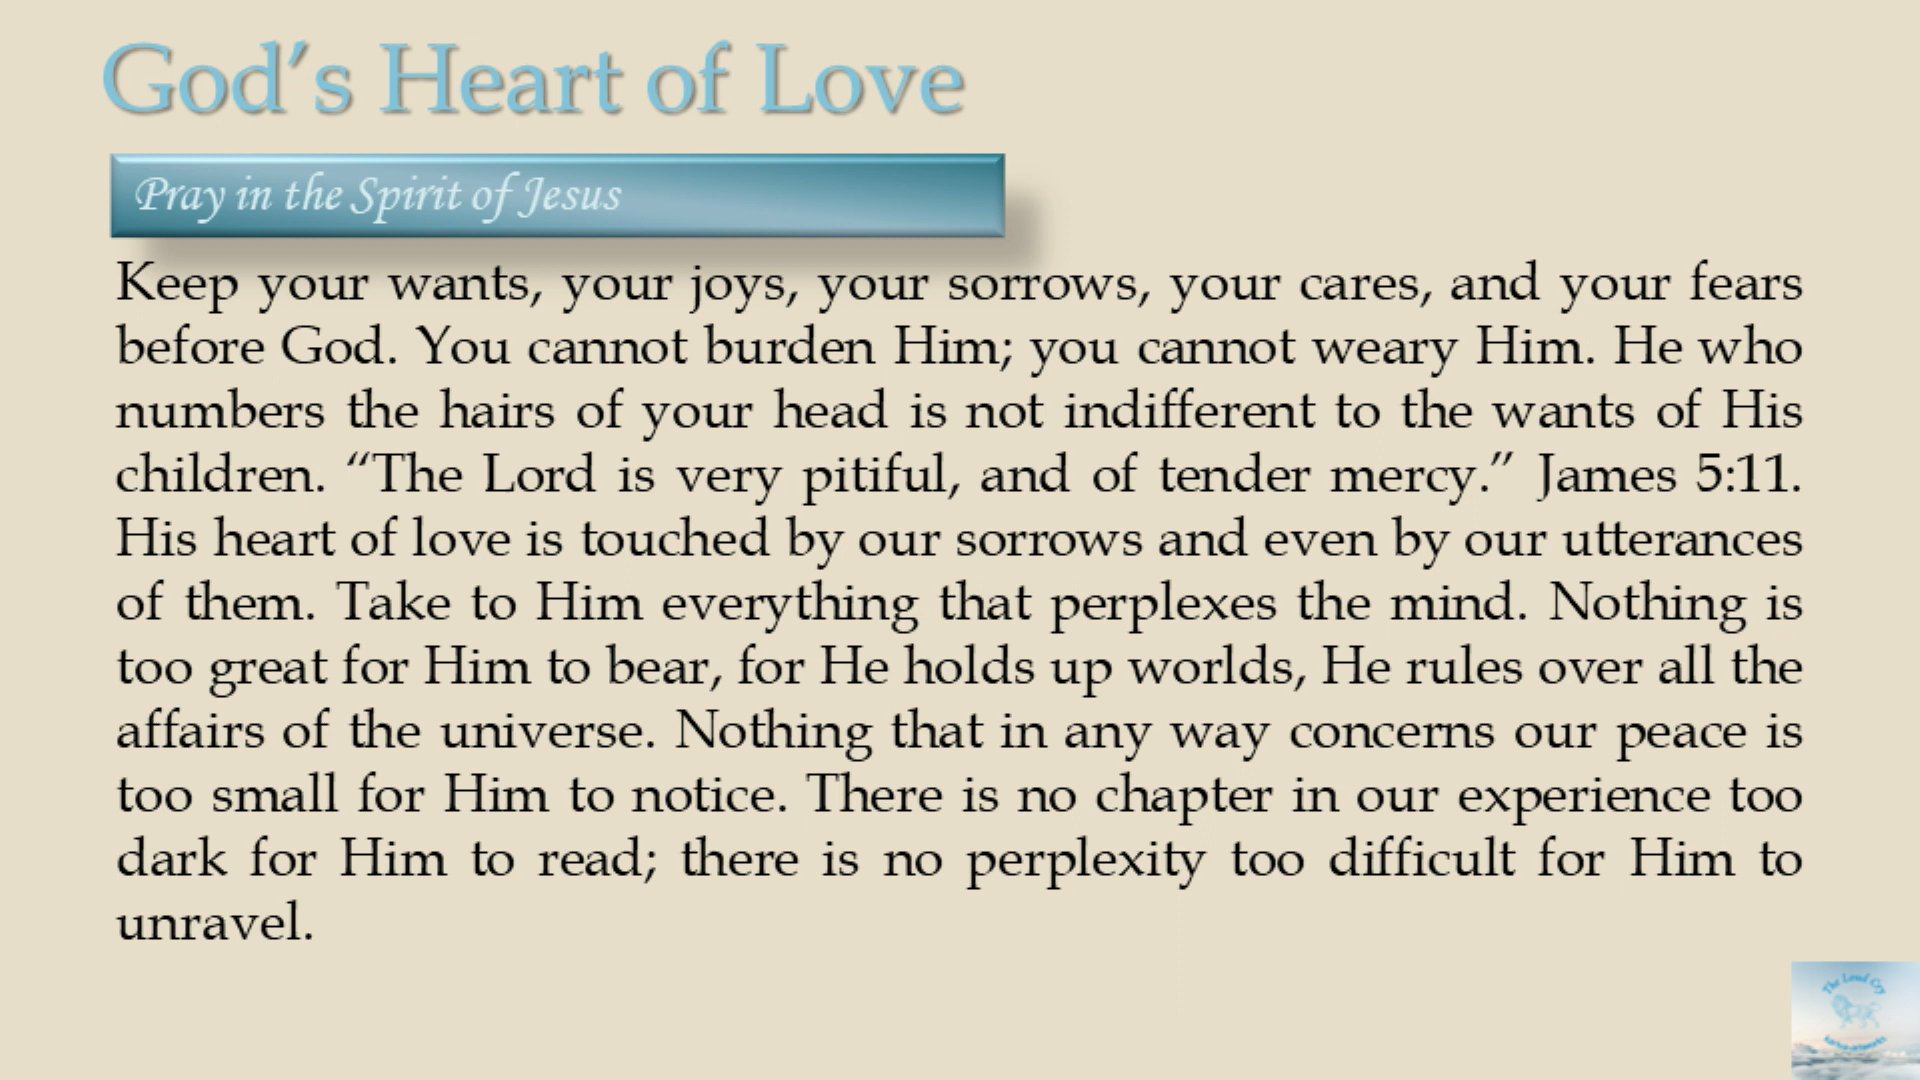 God’s Heart of Love
Pray in the Spirit of Jesus
Keep your wants, your joys, your sorrows, your cares, and your fears
before God. You cannot burden Him; you cannot weary Him. He who
numbers the hairs of your head is not indifferent to the wants of His
children. “The Lord is very pitiful, and of tender mercy.” James 5:11.
His heart of love is touched by our sorrows and even by our utterances
of them. Take to Him everything that perplexes the mind. Nothing is
too great for Him to bear, for He holds up worlds, He rules over all the
affairs of the universe. Nothing that in any way concerns our peace is
too small for Him to notice. There is no chapter in our experience too
dark for Him to read; there is no perplexity too difficult for Him to
unravel.
The Loud Cry